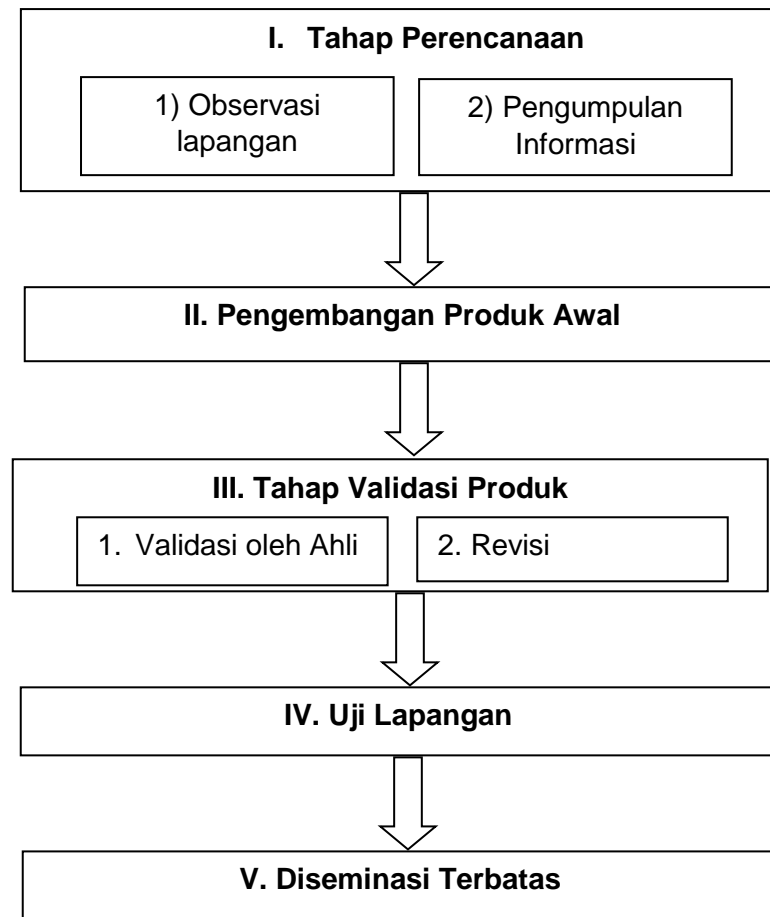 I. Tahap Perencanaan
1) Observasi
lapangan
2) Pengumpulan
Informasi
II. Pengembangan Produk Awal
III. Tahap Validasi Produk
1. Validasi oleh Ahli
2. Revisi
IV. Uji Lapangan
V. Diseminasi Terbatas